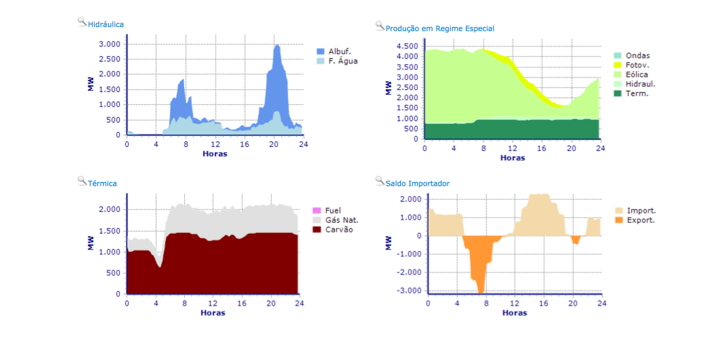 Hidráulica
MW
3.000
2.500
2.000
1.500
1.000
500
0
0 4 8 12 16 20 24
Horas
Albuf.
F. Água
Produção em Regime Especial
MW
4.500
4.000
3.500
3.000
2.500
2.000
1.500
1.000
500
0
0 4 8 12 16 20 24
Horas
Ondas
Fotov.
Eólica
Hidraul.
Term.
Térmica
MW
2.000
1.500
1.000
500
0
0 4 8 12 16 20 24
Horas
Fuel
Gás Nat.
Carvão
Saldo Importador
MW
2.000
1.000
0
-1.000
-2.000
-3.000
0 4 8 12 16 20 24
Horas
Import.
Export.